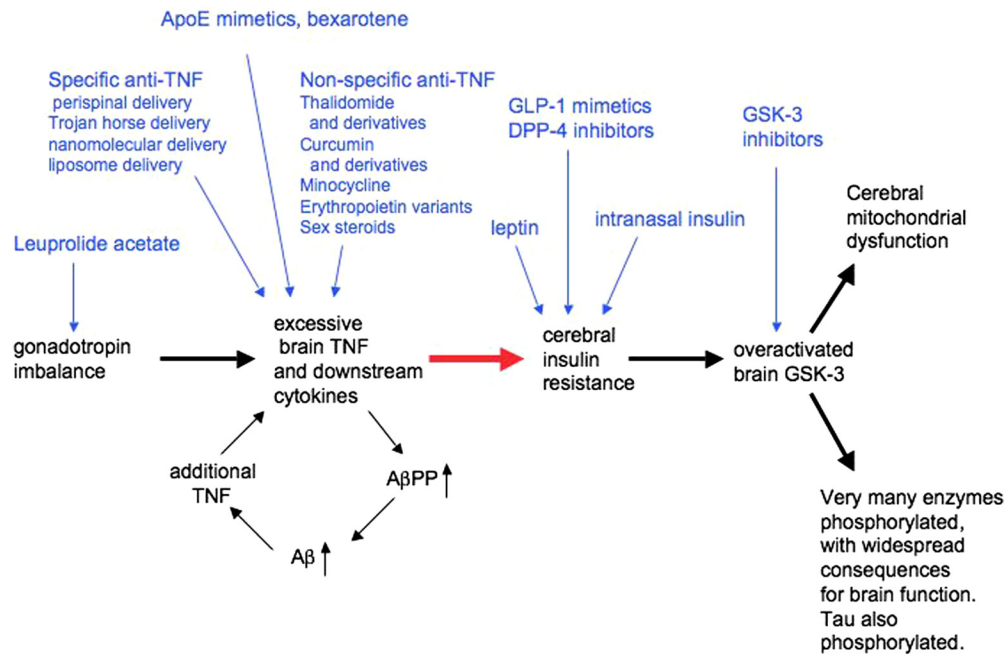 ApoE mimetics, bexarotene
Specific anti-TNF
perispinal delivery
Trojan horse delivery
nanomolecular delivery
liposome delivery
Non-specific anti-TNF
Thalidomide
and derivatives
Curcumin
and derivatives
Minocycline
Erythropoietin variants
Sex steroids
GLP-1 mimetics
DPP-4 inhibitors
GSK-3
inhibitors
leptin
intranasal insulin
Leuprolide acetate
Cerebral
mitochondrial
dysfunction
gonadotropin
imbalance
excessive
brain TNF
and downstream
cytokines
cerebral
insulin
resistance
overactivated
brain GSK-3
additional
TNF
AβPP
Aβ
Very many enzymes
phosphorylated,
with widespread
consequences
for brain function.
Tau also
phosphorylated.